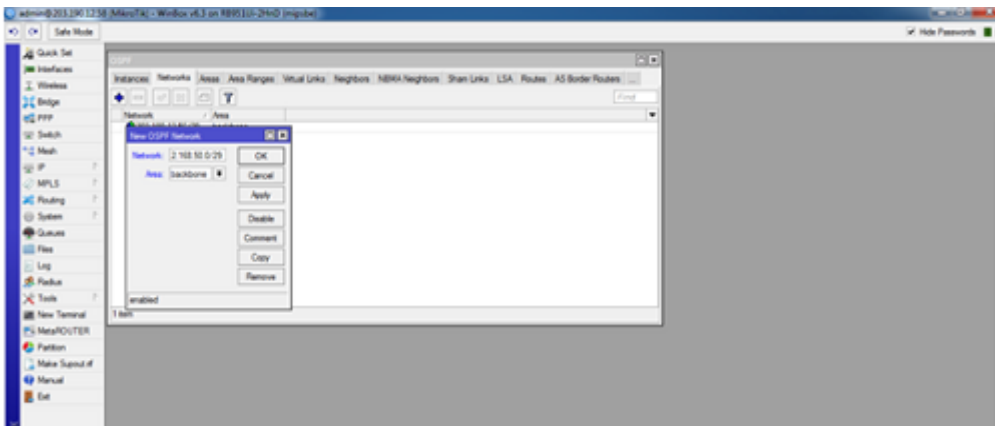 admin@203.190.12.58 (MikroTik) - WinBox v6.3 on RB951Ui-2HnD (mipsbe)
Safe Mode
Hide Passwords
Quick Set
Interfaces
Wireless
Bridge
PPP
Switch
Mesh
IP
MPLS
Routing
System
Queues
Files
Log
Radius
Tools
New Terminal
MetaROUTER
Partition
Make Supout.rif
Manual
Exit
OSPF
Instances Networks Areas Area Ranges Virtual Links Neighbors NBMA Neighbors Sham Links LSA Routes AS Border Routers ...
Find
Network / Area
New OSPF Network
Network: 2.168.50.0/29
Area: backbone
OK
Cancel
Apply
Disable
Comment
Copy
Remove
enabled
1 item